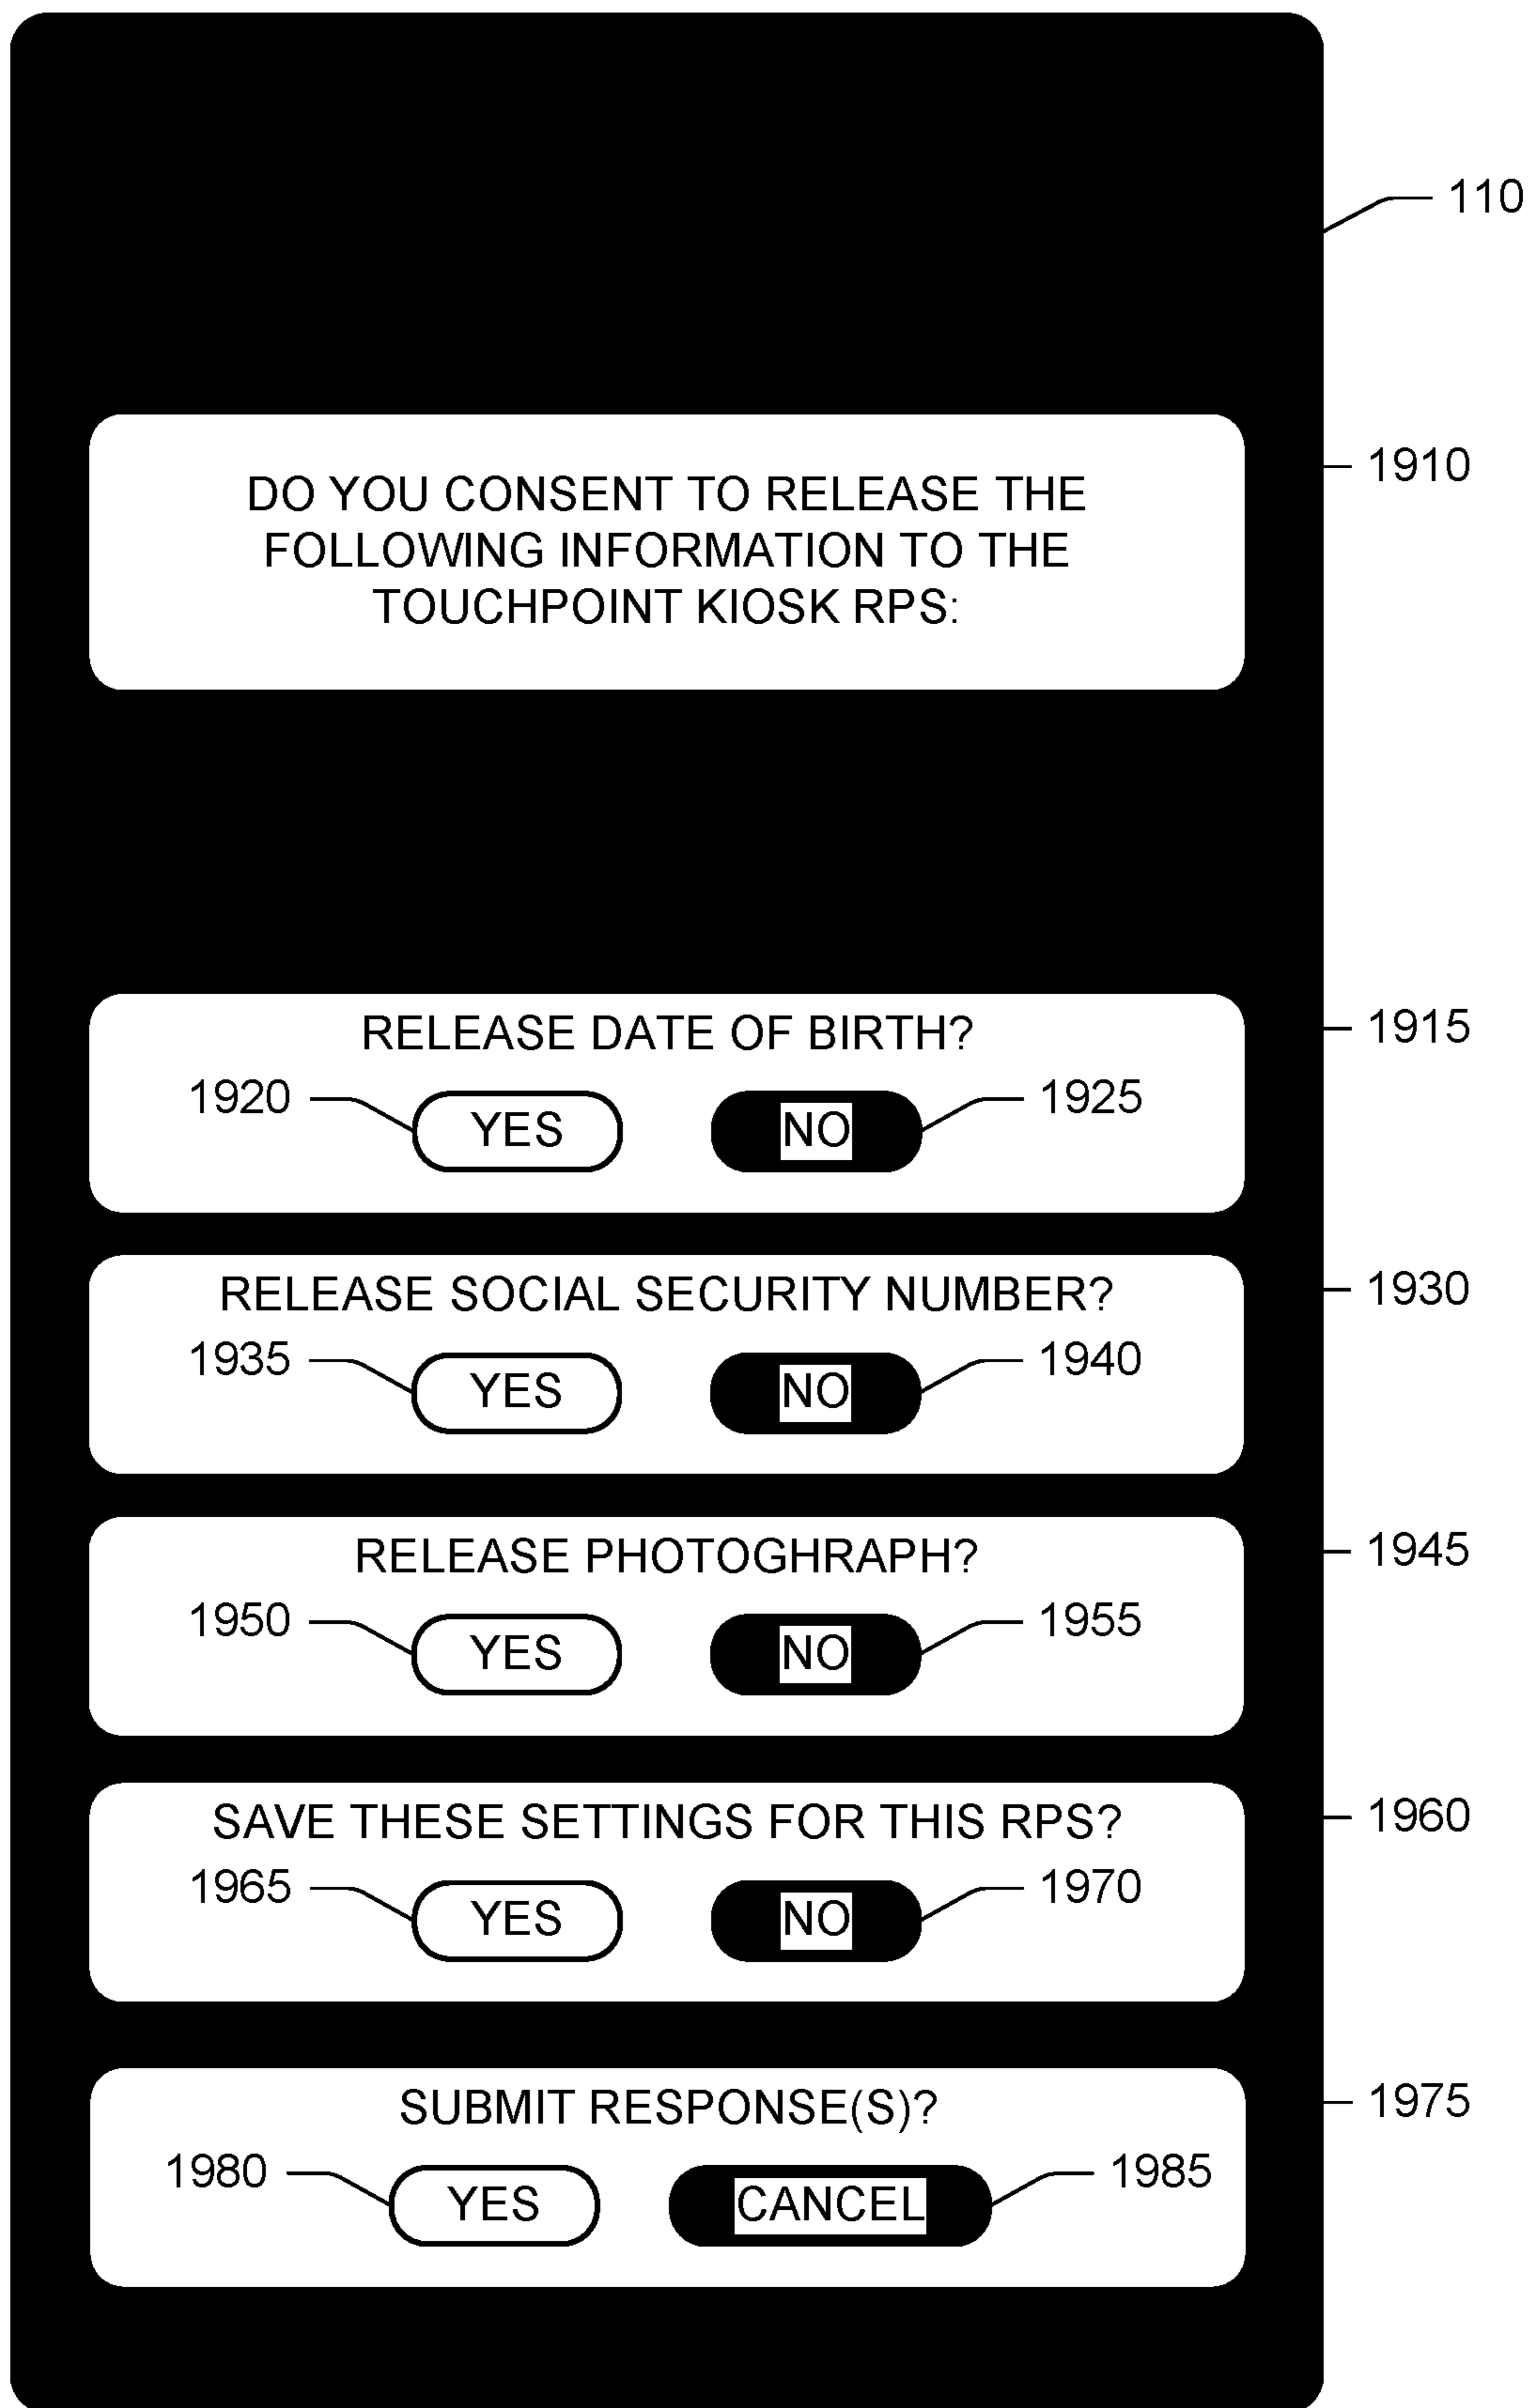 110
DO YOU CONSENT TO RELEASE THE
1910
FOLLOWING INFORMATION TO THE
TOUCHPOINT KIOSK RPS:
RELEASE DATE OF BIRTH?
1915
1920 YES NO 1925
RELEASE SOCIAL SECURITY NUMBER?
1930
1935 YES NO 1940
RELEASE PHOTOGHRAPH?
1945
1950 YES NO 1955
SAVE THESE SETTINGS FOR THIS RPS?
1960
1965 YES NO 1970
SUBMIT RESPONSE(S)?
1975
1980 YES CANCEL 1985